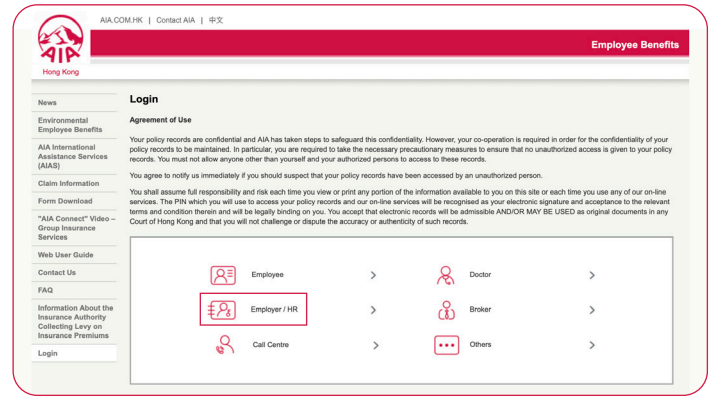 AIA.COM.HK | Contact AIA | 中文
AIA
Hong Kong
Employee Benefits
News
Environmental
Employee Benefits
AIA International
Assistance Services
(AIAS)
Claim Information
Form Download
"AIA Connect" Video –
Group Insurance
Services
Web User Guide
Contact Us
FAQ
Information About the
Insurance Authority
Collecting Levy on
Insurance Premiums
Login
Login
Agreement of Use
Your policy records are confidential and AIA has taken steps to safeguard this confidentiality. However, your co-operation is required in order for the confidentiality of your
policy records to be maintained. In particular, you are required to take the necessary precautionary measures to ensure that no unauthorized access is given to your policy
records. You must not allow anyone other than yourself and your authorized persons to access to these records.
You agree to notify us immediately if you should suspect that your policy records have been accessed by an unauthorized person.
You shall assume full responsibility and risk each time you view or print any portion of the information available to you on this site or each time you use any of our on-line
services. The PIN which you will use to access your policy records and our on-line services will be recognised as your electronic signature and acceptance to the relevant
terms and condition therein and will be legally binding on you. You accept that electronic records will be admissible AND/OR MAY BE USED as original documents in any
Court of Hong Kong and that you will not challenge or dispute the accuracy or authenticity of such records.
Employee
Doctor
Employer / HR
Broker
Call Centre
Others